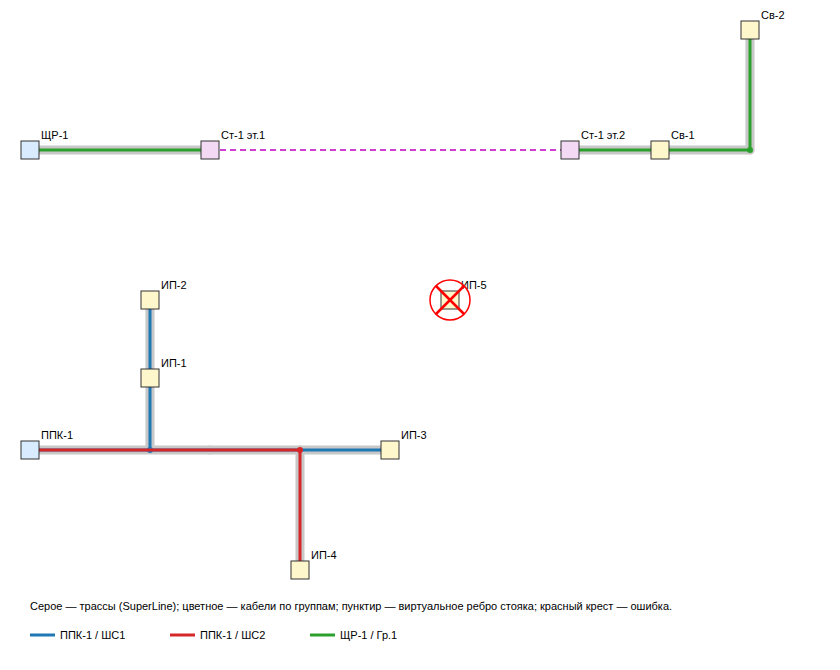 Св-2
ЩР-1
Ст-1 эт.1
Ст-1 эт.2
Св-1
ИП-2
ИП-5
ИП-1
ППК-1
ИП-3
ИП-4
Серое — трассы (SuperLine); цветное — кабели по группам; пунктир — виртуальное ребро стояка; красный крест — ошибка.
ППК-1 / ШС1
ППК-1 / ШС2
ЩР-1 / Гр.1